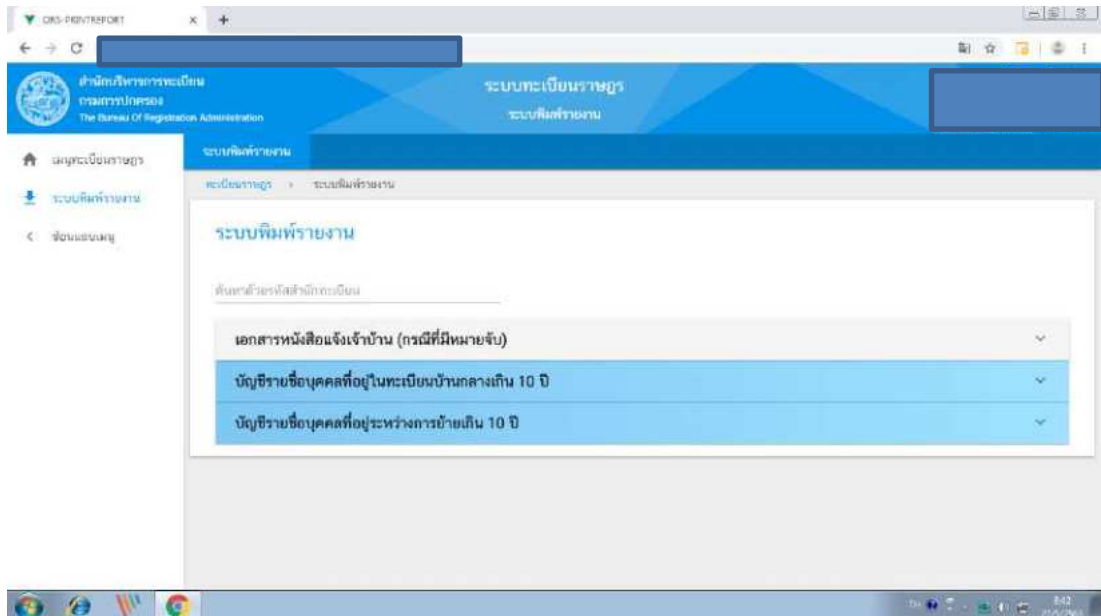 ORS-PRINTREPORT
สำนักบริหารการทะเบียน
กรมการปกครอง
The Bureau Of Registration Administration
ระบบทะเบียนราษฎร
ระบบพิมพ์รายงาน
เมนูทะเบียนราษฎร
ระบบพิมพ์รายงาน
ซ่อนแถบเมนู
ระบบพิมพ์รายงาน
ทะเบียนราษฎร > ระบบพิมพ์รายงาน
ระบบพิมพ์รายงาน
ค้นหาด้วยรหัสสำนักทะเบียน
เอกสารหนังสือแจ้งเจ้าบ้าน (กรณีที่มีหมายจับ)
บัญชีรายชื่อบุคคลที่อยู่ในทะเบียนบ้านกลางเกิน 10 ปี
บัญชีรายชื่อบุคคลที่อยู่ระหว่างการย้ายเกิน 10 ปี
TH
8:42